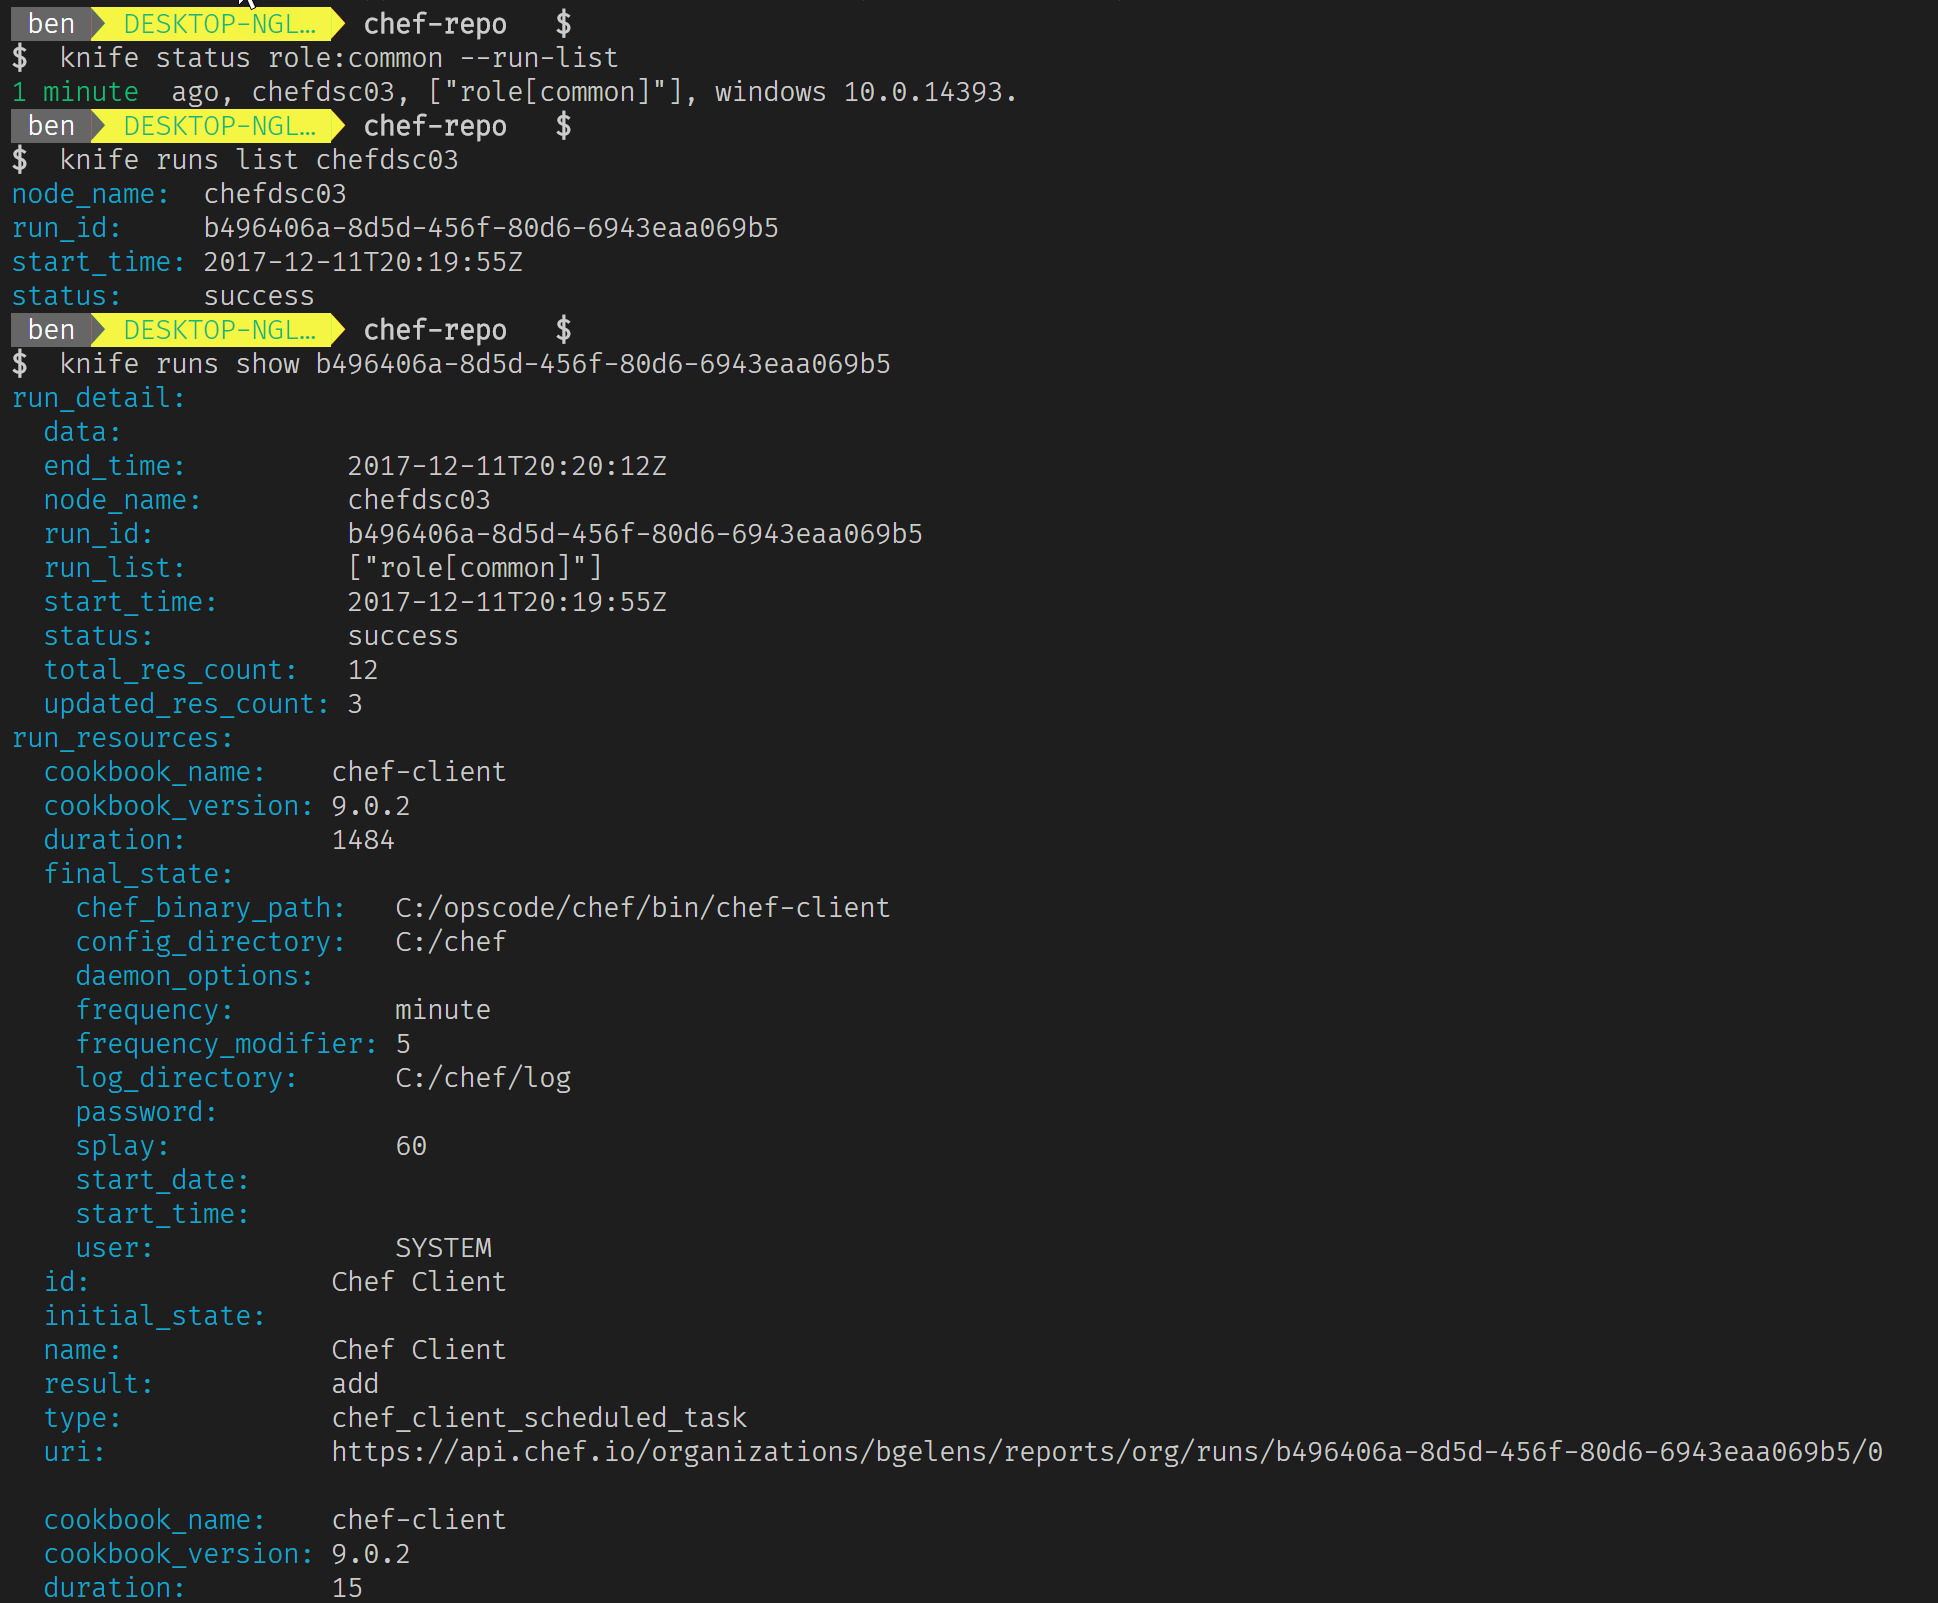 ben DESKTOP-NGL… chef-repo $
$ knife status role:common --run-list
1 minute ago, chefdsc03, ["role[common]"], windows 10.0.14393.
ben DESKTOP-NGL… chef-repo $
$ knife runs list chefdsc03
node_name: chefdsc03
run_id: b496406a-8d5d-456f-80d6-6943eaa069b5
start_time: 2017-12-11T20:19:55Z
status: success
ben DESKTOP-NGL… chef-repo $
$ knife runs show b496406a-8d5d-456f-80d6-6943eaa069b5
run_detail:
data:
end_time: 2017-12-11T20:20:12Z
node_name: chefdsc03
run_id: b496406a-8d5d-456f-80d6-6943eaa069b5
run_list: ["role[common]"]
start_time: 2017-12-11T20:19:55Z
status: success
total_res_count: 12
updated_res_count: 3
run_resources:
cookbook_name: chef-client
cookbook_version: 9.0.2
duration: 1484
final_state:
chef_binary_path: C:/opscode/chef/bin/chef-client
config_directory: C:/chef
daemon_options:
frequency: minute
frequency_modifier: 5
log_directory: C:/chef/log
password:
splay: 60
start_date:
start_time:
user: SYSTEM
id: Chef Client
initial_state:
name: Chef Client
result: add
type: chef_client_scheduled_task
uri: https://api.chef.io/organizations/bgelens/reports/org/runs/b496406a-8d5d-456f-80d6-6943eaa069b5/0
cookbook_name: chef-client
cookbook_version: 9.0.2
duration: 15